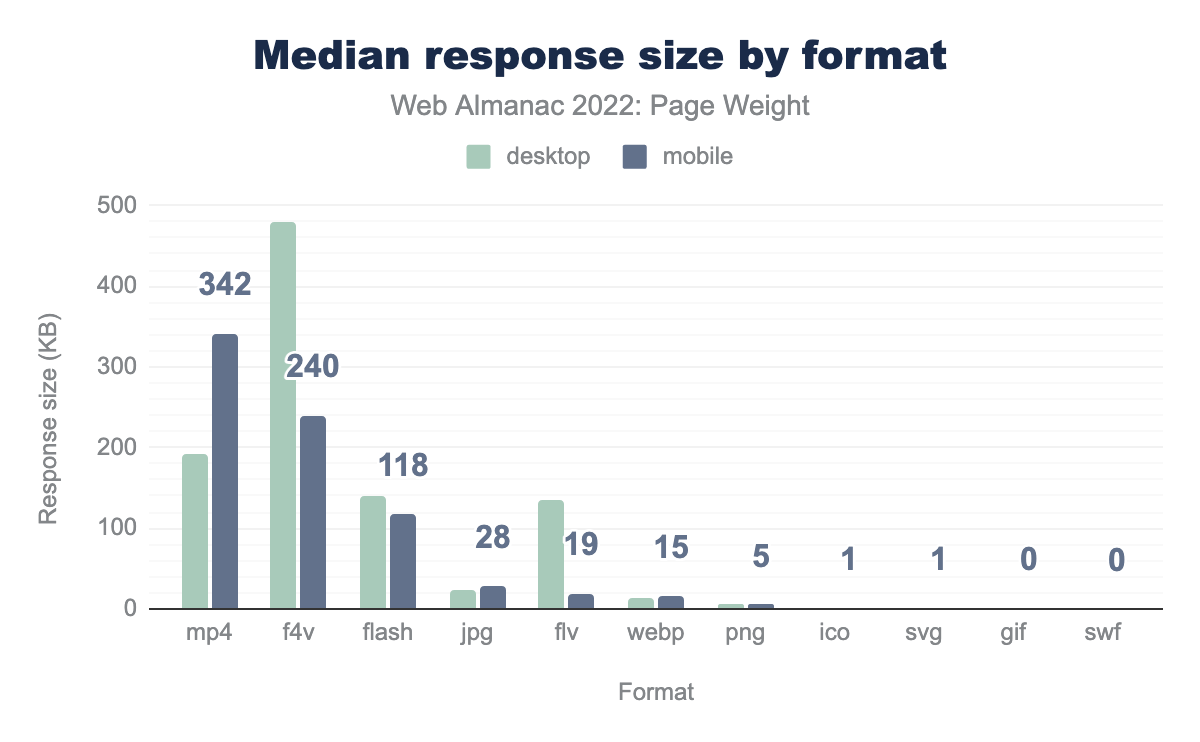 Median response size by format
Web Almanac 2022: Page Weight
desktop mobile
Response size (KB)
500
400
300
200
100
0
342
240
118
28
19
15
5
1
1
0
0
mp4 f4v flash jpg flv webp png ico svg gif swf
Format